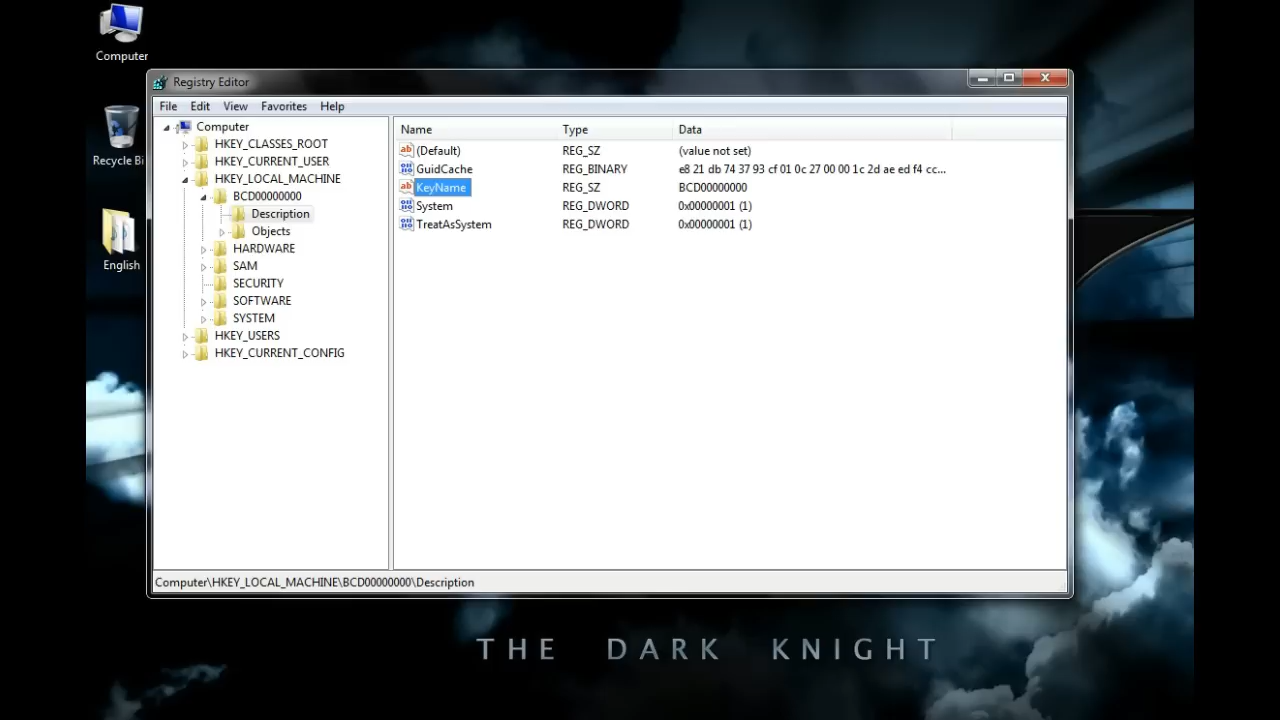 Computer
Recycle Bi
English
Registry Editor
File Edit View Favorites Help
Computer
HKEY_CLASSES_ROOT
HKEY_CURRENT_USER
HKEY_LOCAL_MACHINE
BCD00000000
Description
Objects
HARDWARE
SAM
SECURITY
SOFTWARE
SYSTEM
HKEY_USERS
HKEY_CURRENT_CONFIG
Name Type Data
(Default) REG_SZ (value not set)
GuidCache REG_BINARY e8 21 db 74 37 93 cf 01 0c 27 00 00 1c 2d ae ed f4 cc...
KeyName REG_SZ BCD00000000
System REG_DWORD 0x00000001 (1)
TreatAsSystem REG_DWORD 0x00000001 (1)
Computer\HKEY_LOCAL_MACHINE\BCD00000000\Description
THE DARK KNIGHT